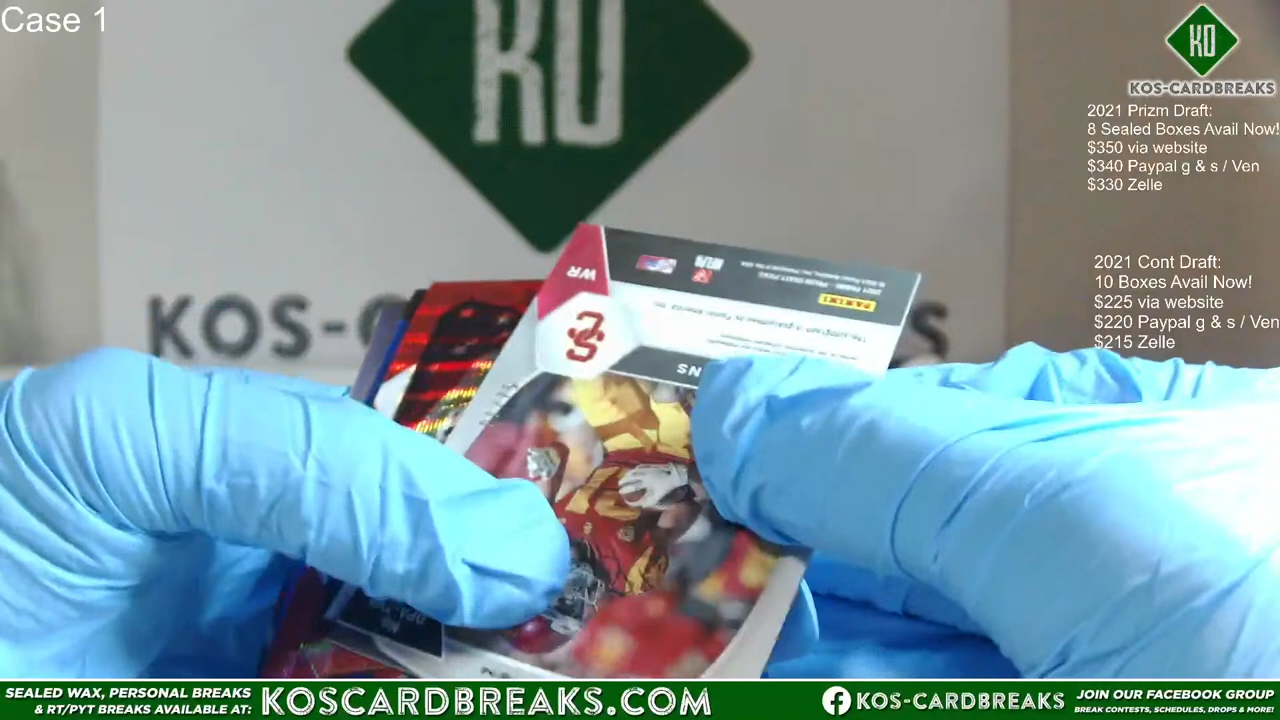 Case 1
KO
KO
KOS-CARDBREAKS
2021 Prizm Draft:
8 Sealed Boxes Avail Now!
$350 via website
$340 Paypal g & s / Ven
$330 Zelle
2021 Cont Draft:
10 Boxes Avail Now!
$225 via website
$220 Paypal g & s / Ven
$215 Zelle
KOS-C
S
WR
PANINI
SC
NS
SEALED WAX, PERSONAL BREAKS
& RT/PYT BREAKS AVAILABLE AT:
KOSCARDBREAKS.COM
KOS-CARDBREAKS
JOIN OUR FACEBOOK GROUP
BREAK CONTESTS, SCHEDULES, DROPS & MORE!